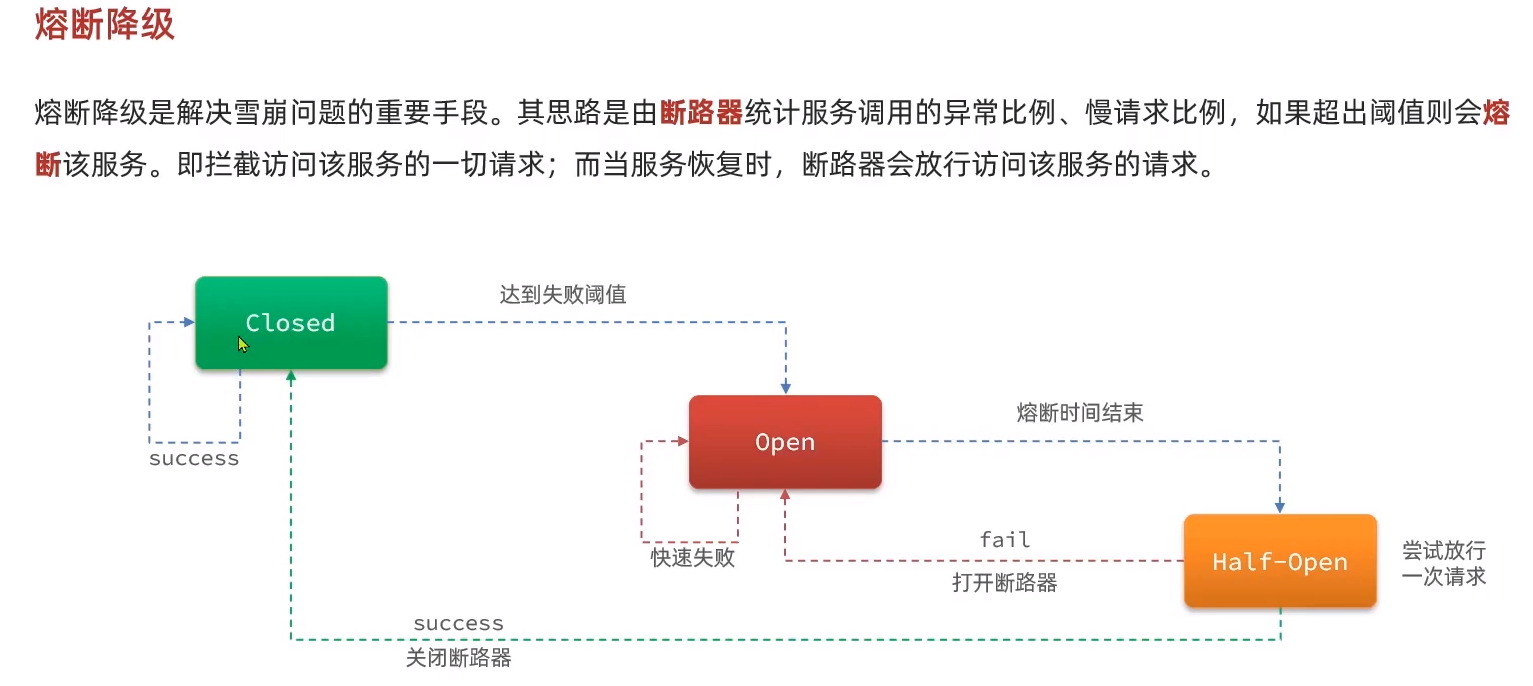 熔断降级
熔断降级是解决雪崩问题的重要手段。其思路是由断路器统计服务调用的异常比例、慢请求比例，如果超出阈值则会熔
断该服务。即拦截访问该服务的一切请求；而当服务恢复时，断路器会放行访问该服务的请求。
达到失败阈值
Closed
success
熔断时间结束
Open
快速失败
fail
打开断路器
Half-Open
尝试放行
一次请求
success
关闭断路器